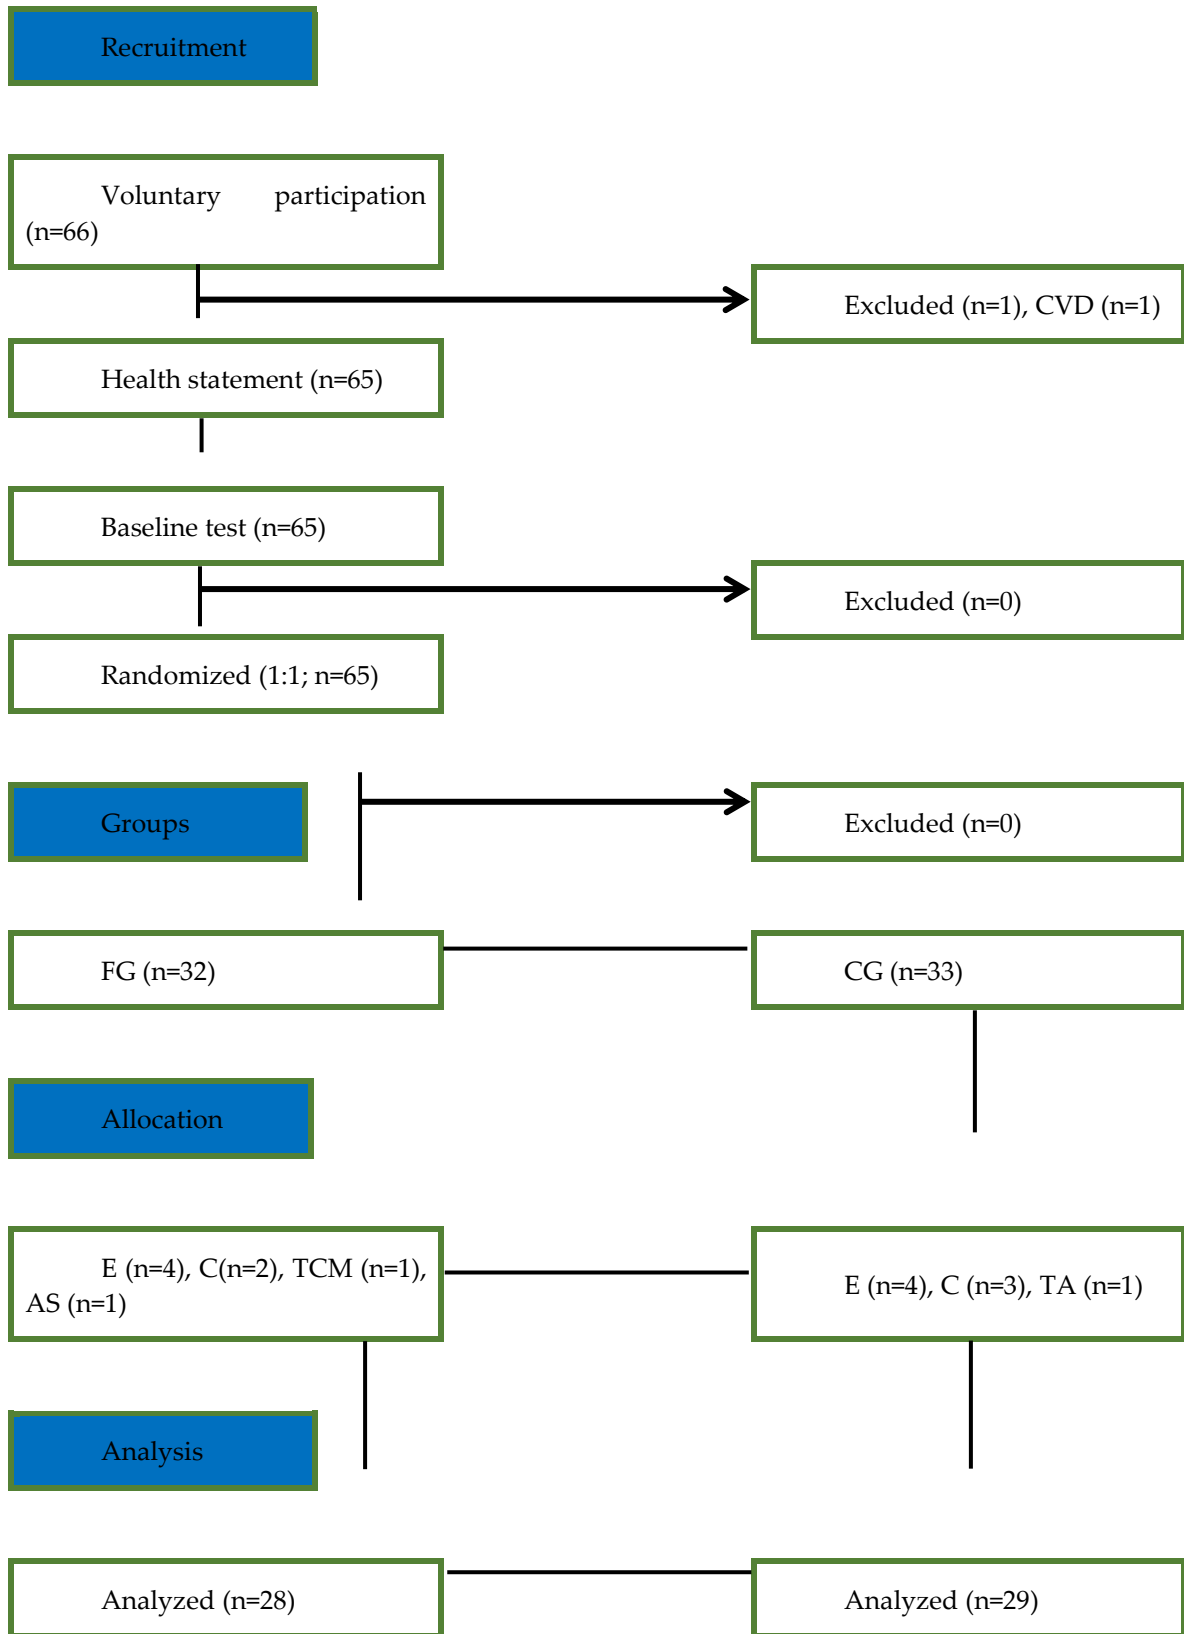 Recruitment
Voluntary participation
(n=66)
Excluded (n=1), CVD (n=1)
Health statement (n=65)
Baseline test (n=65)
Excluded (n=0)
Randomized (1:1; n=65)
Groups
Excluded (n=0)
FG (n=32)
CG (n=33)
Allocation
E (n=4), C(n=2), TCM (n=1),
AS (n=1)
E (n=4), C (n=3), TA (n=1)
Analysis
Analyzed (n=28)
Analyzed (n=29)